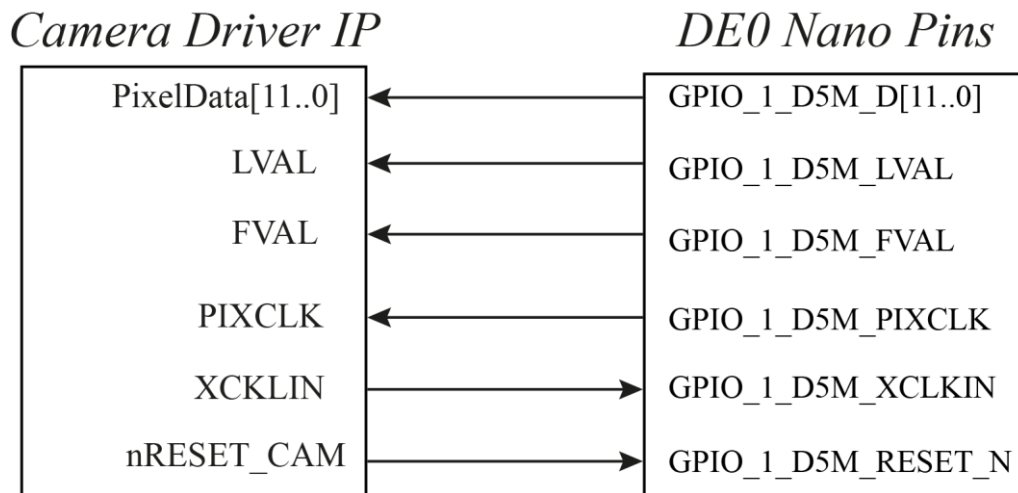 Camera Driver IP
DE0 Nano Pins
PixelData[11..0]
GPIO_1_D5M_D[11..0]
LVAL
GPIO_1_D5M_LVAL
FVAL
GPIO_1_D5M_FVAL
PIXCLK
GPIO_1_D5M_PIXCLK
XCKLIN
GPIO_1_D5M_XCLKIN
nRESET_CAM
GPIO_1_D5M_RESET_N